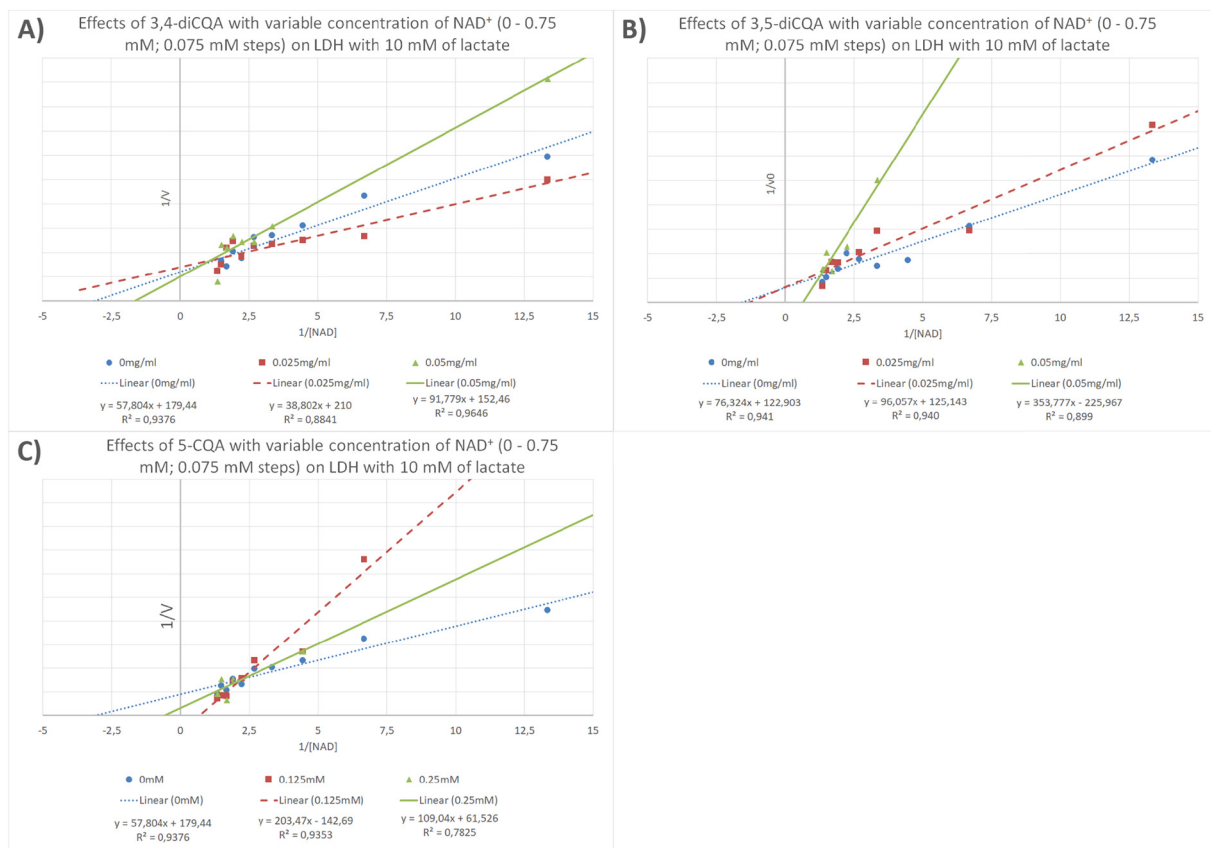 A)
Effects of 3,4-diCQA with variable concentration of NAD⁺ (0 - 0.75
mM; 0.075 mM steps) on LDH with 10 mM of lactate
1/V
-5 -2,5 0 2,5 5 7,5 10 12,5 15
1/[NAD]
0mg/ml 0.025mg/ml 0.05mg/ml
Linear (0mg/ml) Linear (0.025mg/ml) Linear (0.05mg/ml)
y = 57,804x + 179,44 y = 38,802x + 210 y = 91,779x + 152,46
R² = 0,9376 R² = 0,8841 R² = 0,9646
B)
Effects of 3,5-diCQA with variable concentration of NAD⁺ (0 - 0.75
mM; 0.075 mM steps) on LDH with 10 mM of lactate
1/v0
-5 -2,5 0 2,5 5 7,5 10 12,5 15
1/[NAD]
0mg/ml 0.025mg/ml 0.05mg/ml
Linear (0mg/ml) Linear (0.025mg/ml) Linear (0.05mg/ml)
y = 76,324x + 122,903 y = 96,057x + 125,143 y = 353,777x - 225,967
R² = 0,941 R² = 0,940 R² = 0,899
C)
Effects of 5-CQA with variable concentration of NAD⁺ (0 - 0.75
mM; 0.075 mM steps) on LDH with 10 mM of lactate
1/V
-5 -2,5 0 2,5 5 7,5 10 12,5 15
1/[NAD]
0mM 0.125mM 0.25mM
Linear (0mM) Linear (0.125mM) Linear (0.25mM)
y = 57,804x + 179,44 y = 203,47x - 142,69 y = 109,04x + 61,526
R² = 0,9376 R² = 0,9353 R² = 0,7825